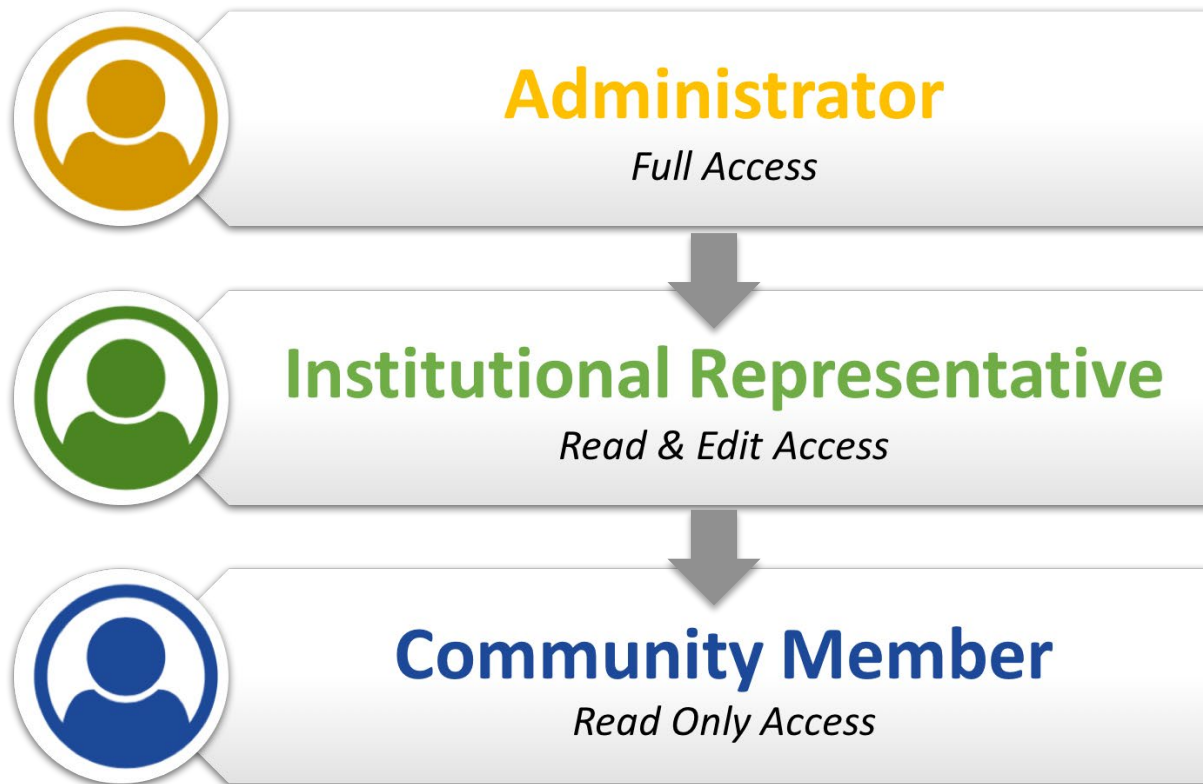 Administrator
Full Access
Institutional Representative
Read & Edit Access
Community Member
Read Only Access